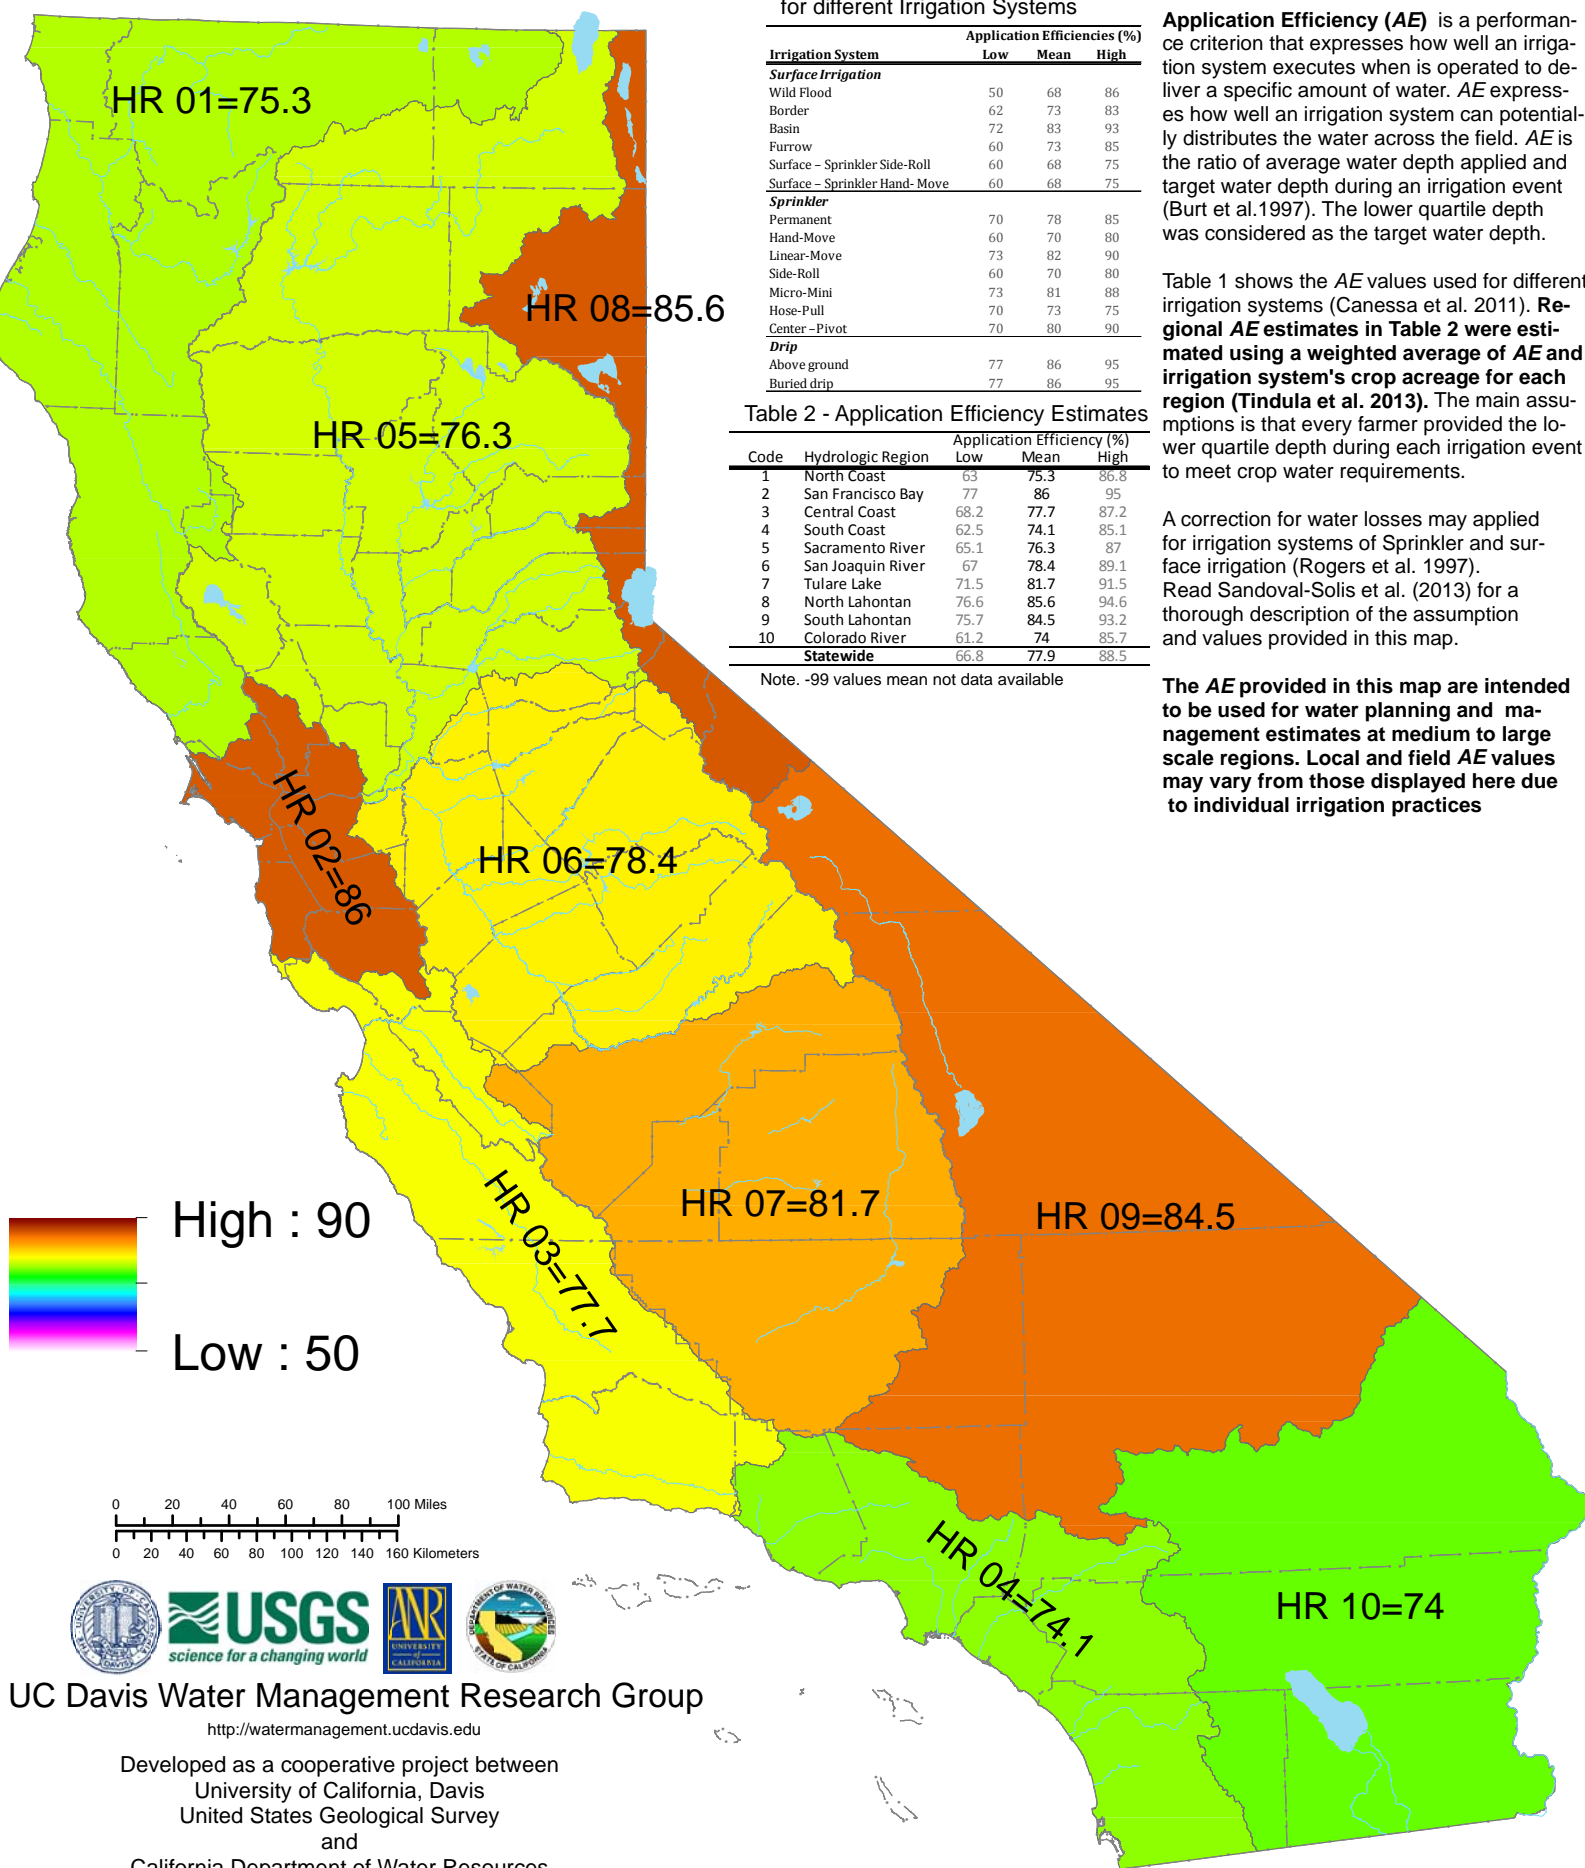 for different Irrigation Systems
Application Efficiencies (%)
Irrigation System Low Mean High
Surface Irrigation
Wild Flood 50 68 86
Border 62 73 83
Basin 72 83 93
Furrow 60 73 85
Surface – Sprinkler Side-Roll 60 68 75
Surface – Sprinkler Hand- Move 60 68 75
Sprinkler
Permanent 70 78 85
Hand-Move 60 70 80
Linear-Move 73 82 90
Side-Roll 60 70 80
Micro-Mini 73 81 88
Hose-Pull 70 73 75
Center –Pivot 70 80 90
Drip
Above ground 77 86 95
Buried drip 77 86 95
Table 2 - Application Efficiency Estimates
Application Efficiency (%)
Code Hydrologic Region Low Mean High
1 North Coast 63 75.3 86.8
2 San Francisco Bay 77 86 95
3 Central Coast 68.2 77.7 87.2
4 South Coast 62.5 74.1 85.1
5 Sacramento River 65.1 76.3 87
6 San Joaquin River 67 78.4 89.1
7 Tulare Lake 71.5 81.7 91.5
8 North Lahontan 76.6 85.6 94.6
9 South Lahontan 75.7 84.5 93.2
10 Colorado River 61.2 74 85.7
Statewide 66.8 77.9 88.5
Note. -99 values mean not data available
Application Efficiency (AE) is a performan-
ce criterion that expresses how well an irriga-
tion system executes when is operated to de-
liver a specific amount of water. AE express-
es how well an irrigation system can potential-
ly distributes the water across the field. AE is
the ratio of average water depth applied and
target water depth during an irrigation event
(Burt et al.1997). The lower quartile depth
was considered as the target water depth.
Table 1 shows the AE values used for different
irrigation systems (Canessa et al. 2011). Re-
gional AE estimates in Table 2 were esti-
mated using a weighted average of AE and
irrigation system's crop acreage for each
region (Tindula et al. 2013). The main assu-
mptions is that every farmer provided the lo-
wer quartile depth during each irrigation event
to meet crop water requirements.
A correction for water losses may applied
for irrigation systems of Sprinkler and sur-
face irrigation (Rogers et al. 1997).
Read Sandoval-Solis et al. (2013) for a
thorough description of the assumption
and values provided in this map.
The AE provided in this map are intended
to be used for water planning and ma-
nagement estimates at medium to large
scale regions. Local and field AE values
may vary from those displayed here due
to individual irrigation practices
HR 01=75.3
HR 08=85.6
HR 05=76.3
HR 02=86
HR 06=78.4
HR 03=77.7
HR 07=81.7
HR 09=84.5
HR 04=74.1
HR 10=74
High : 90
Low : 50
0 20 40 60 80 100 Miles
0 20 40 60 80 100 120 140 160 Kilometers
THE UNIVERSITY OF CALIFORNIA
DAVIS
USGS
science for a changing world
ANR
UNIVERSITY
of
CALIFORNIA
DEPARTMENT OF WATER RESOURCES
STATE OF CALIFORNIA
UC Davis Water Management Research Group
http://watermanagement.ucdavis.edu
Developed as a cooperative project between
University of California, Davis
United States Geological Survey
and
California Department of Water Resources